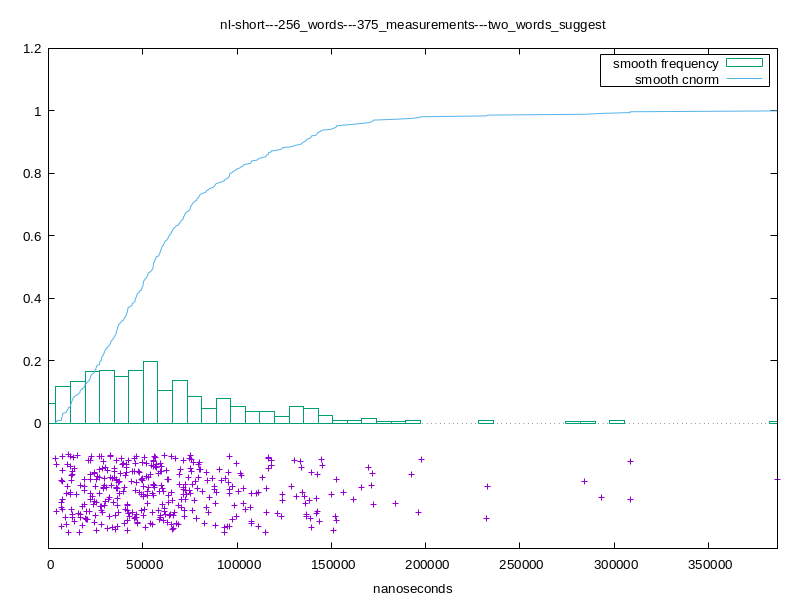 nl-short---256_words---375_measurements---two_words_suggest
smooth frequency
smooth cnorm
1.2
1
0.8
0.6
0.4
0.2
0
0 50000 100000 150000 200000 250000 300000 350000
nanoseconds